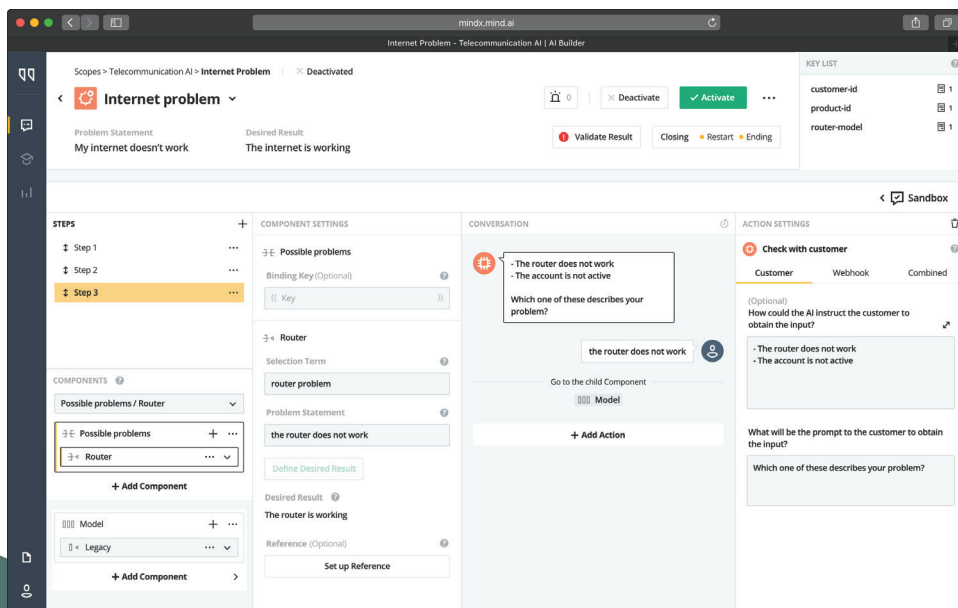 mindx.mind.ai
Internet Problem - Telecommunication AI | AI Builder
Scopes > Telecommunication AI > Internet Problem
Deactivated
Internet problem
0
Deactivate
Activate
Problem Statement
My internet doesn't work
Desired Result
The internet is working
Validate Result
Closing
Restart
Ending
KEY LIST
customer-id
1
product-id
1
router-model
1
Sandbox
STEPS
Step 1
Step 2
Step 3
COMPONENTS
Possible problems / Router
Possible problems
Router
+ Add Component
Model
Legacy
+ Add Component
COMPONENT SETTINGS
Possible problems
Binding Key (Optional)
{{ Key }}
Router
Selection Term
router problem
Problem Statement
the router does not work
Define Desired Result
Desired Result
The router is working
Reference (Optional)
Set up Reference
CONVERSATION
- The router does not work
- The account is not active
Which one of these describes your
problem?
the router does not work
Go to the child Component
Model
+ Add Action
ACTION SETTINGS
Check with customer
Customer
Webhook
Combined
(Optional)
How could the AI instruct the customer to
obtain the input?
- The router does not work
- The account is not active
What will be the prompt to the customer to obtain
the input?
Which one of these describes your problem?